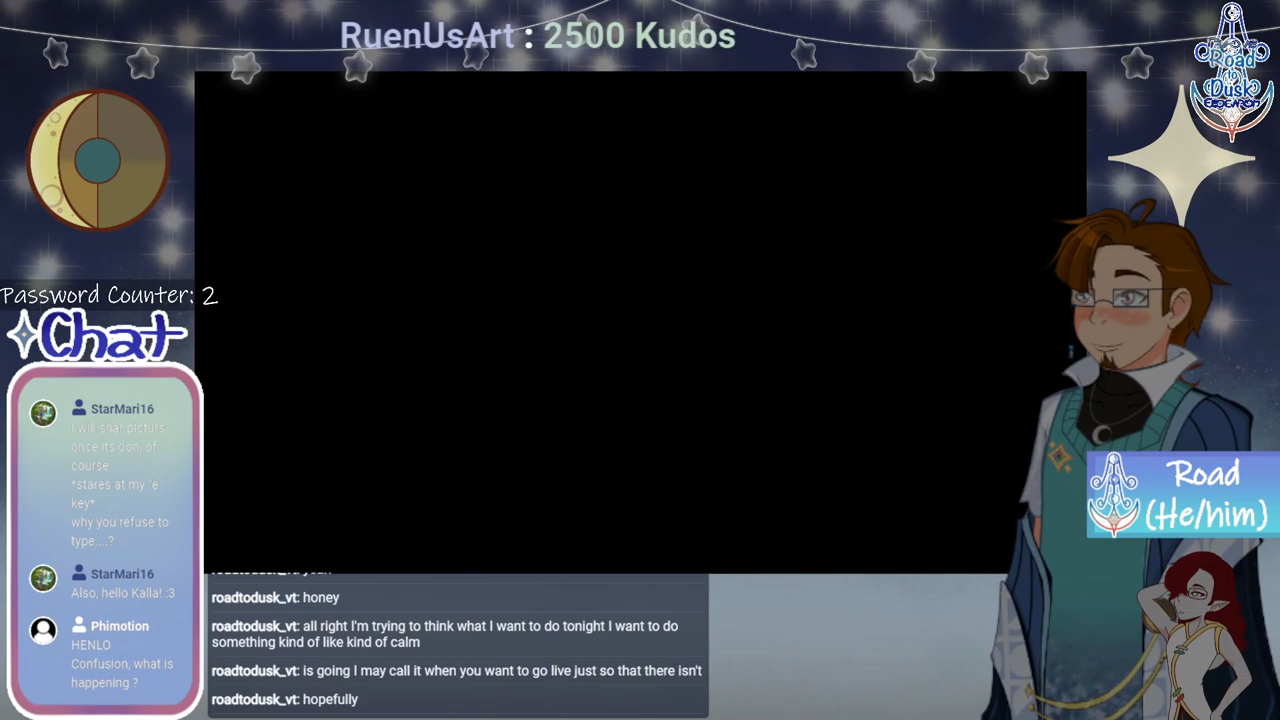 RuenUsArt : 2500 Kudos
Road
to
Dusk
Password Counter: 2
Chat
StarMari16
I will shar picturs
once its don, of
course
*stares at my 'e'
key*
why you refuse to
type....?
StarMari16
Also, hello Kalla! :3
Phimotion
HENLO
Confusion, what is
happening ?
roadtodusk_vt: honey
roadtodusk_vt: all right I'm trying to think what I want to do tonight I want to do
something kind of like kind of calm
roadtodusk_vt: is going I may call it when you want to go live just so that there isn't
roadtodusk_vt: hopefully
Road
(He/him)